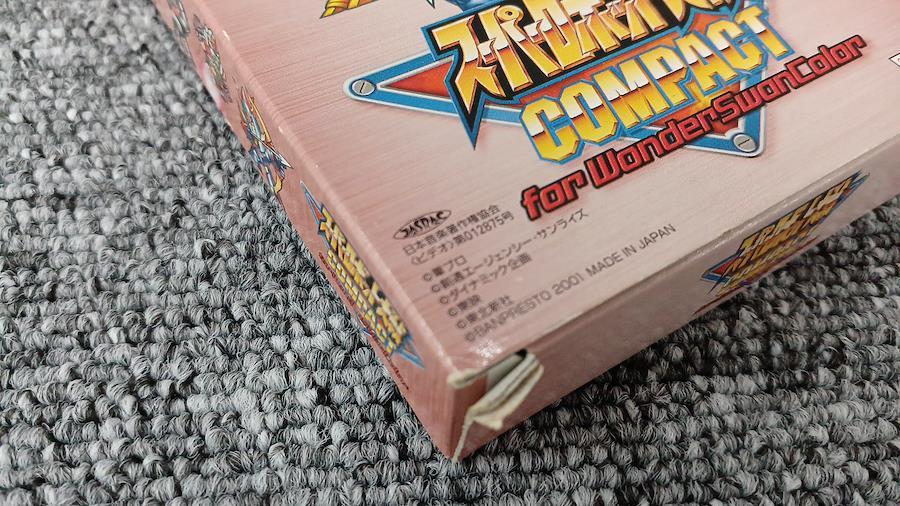 スーパーロボット大戦
COMPACT
for WonderSwanColor
JASRAC
日本音楽著作権協会
(ビデオ)第012875号
©葦プロ
©創通エージェンシー・サンライズ
©ダイナミック企画
©東映
©東北新社
©BANPRESTO 2001 MADE IN JAPAN